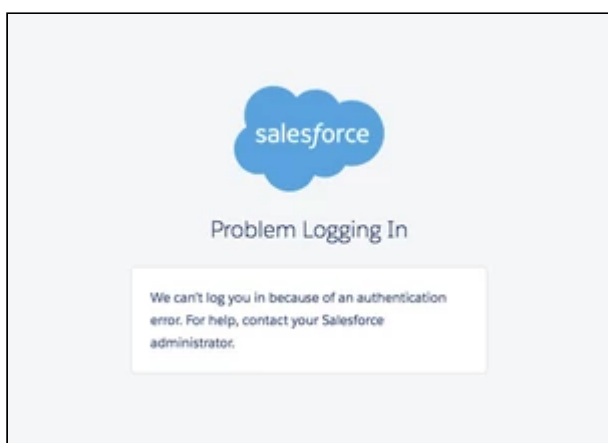 salesforce
Problem Logging In
We can't log you in because of an authentication
error. For help, contact your Salesforce
administrator.